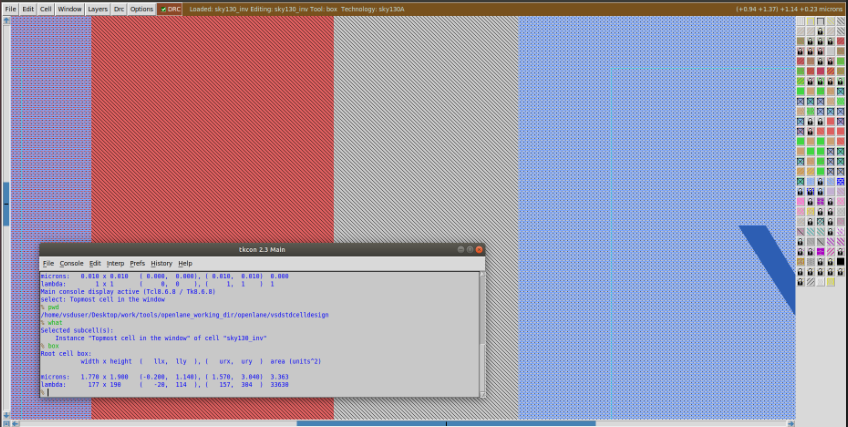 File Edit Cell Window Layers Drc Options DRC Loaded: sky130_inv Editing: sky130_inv Tool: box Technology: sky130A (+0.94 +1.37) +1.14 +0.23 microns
tkcon 2.3 Main
File Console Edit Interp Prefs History Help
microns: 0.010 x 0.010 ( 0.000, 0.000), ( 0.010, 0.010) 0.000
lambda: 1 x 1 ( 0, 0 ), ( 1, 1 ) 1
Main console display active (Tcl8.6.8 / Tk8.6.8)
select: Topmost cell in the window
% pwd
/home/vsduser/Desktop/work/tools/openlane_working_dir/openlane/vsdstdcelldesign
% what
Selected subcell(s):
Instance "Topmost cell in the window" of cell "sky130_inv"
% box
Root cell box:
width x height ( llx, lly ), ( urx, ury ) area (units^2)
microns: 1.770 x 1.900 (-0.200, 1.140), ( 1.570, 3.040) 3.363
lambda: 177 x 190 ( -20, 114 ), ( 157, 304 ) 33630
%